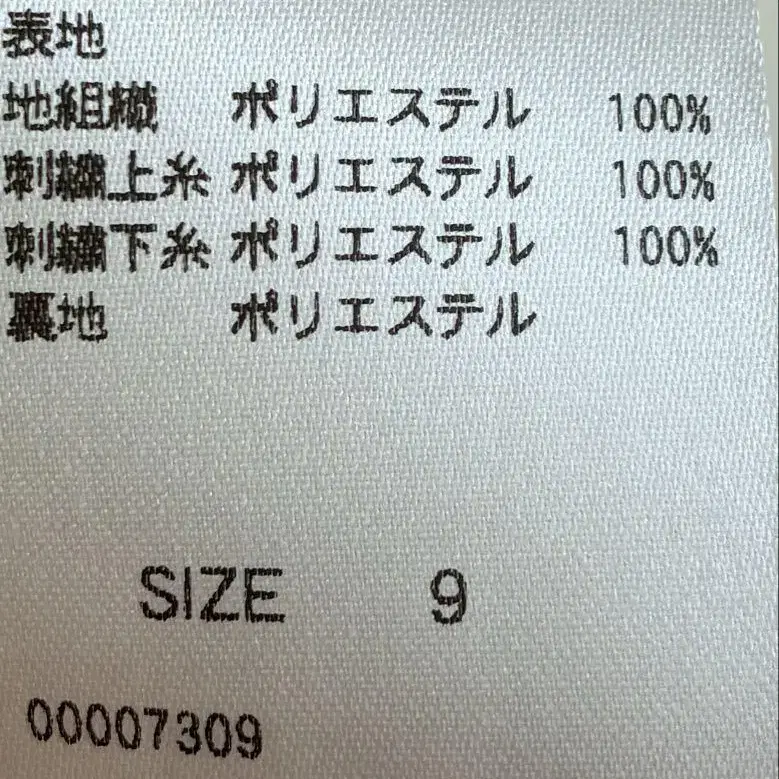 表地
地組織 ポリエステル 100%
刺繍上糸 ポリエステル 100%
刺繍下糸 ポリエステル 100%
裏地 ポリエステル
SIZE 9
00007309